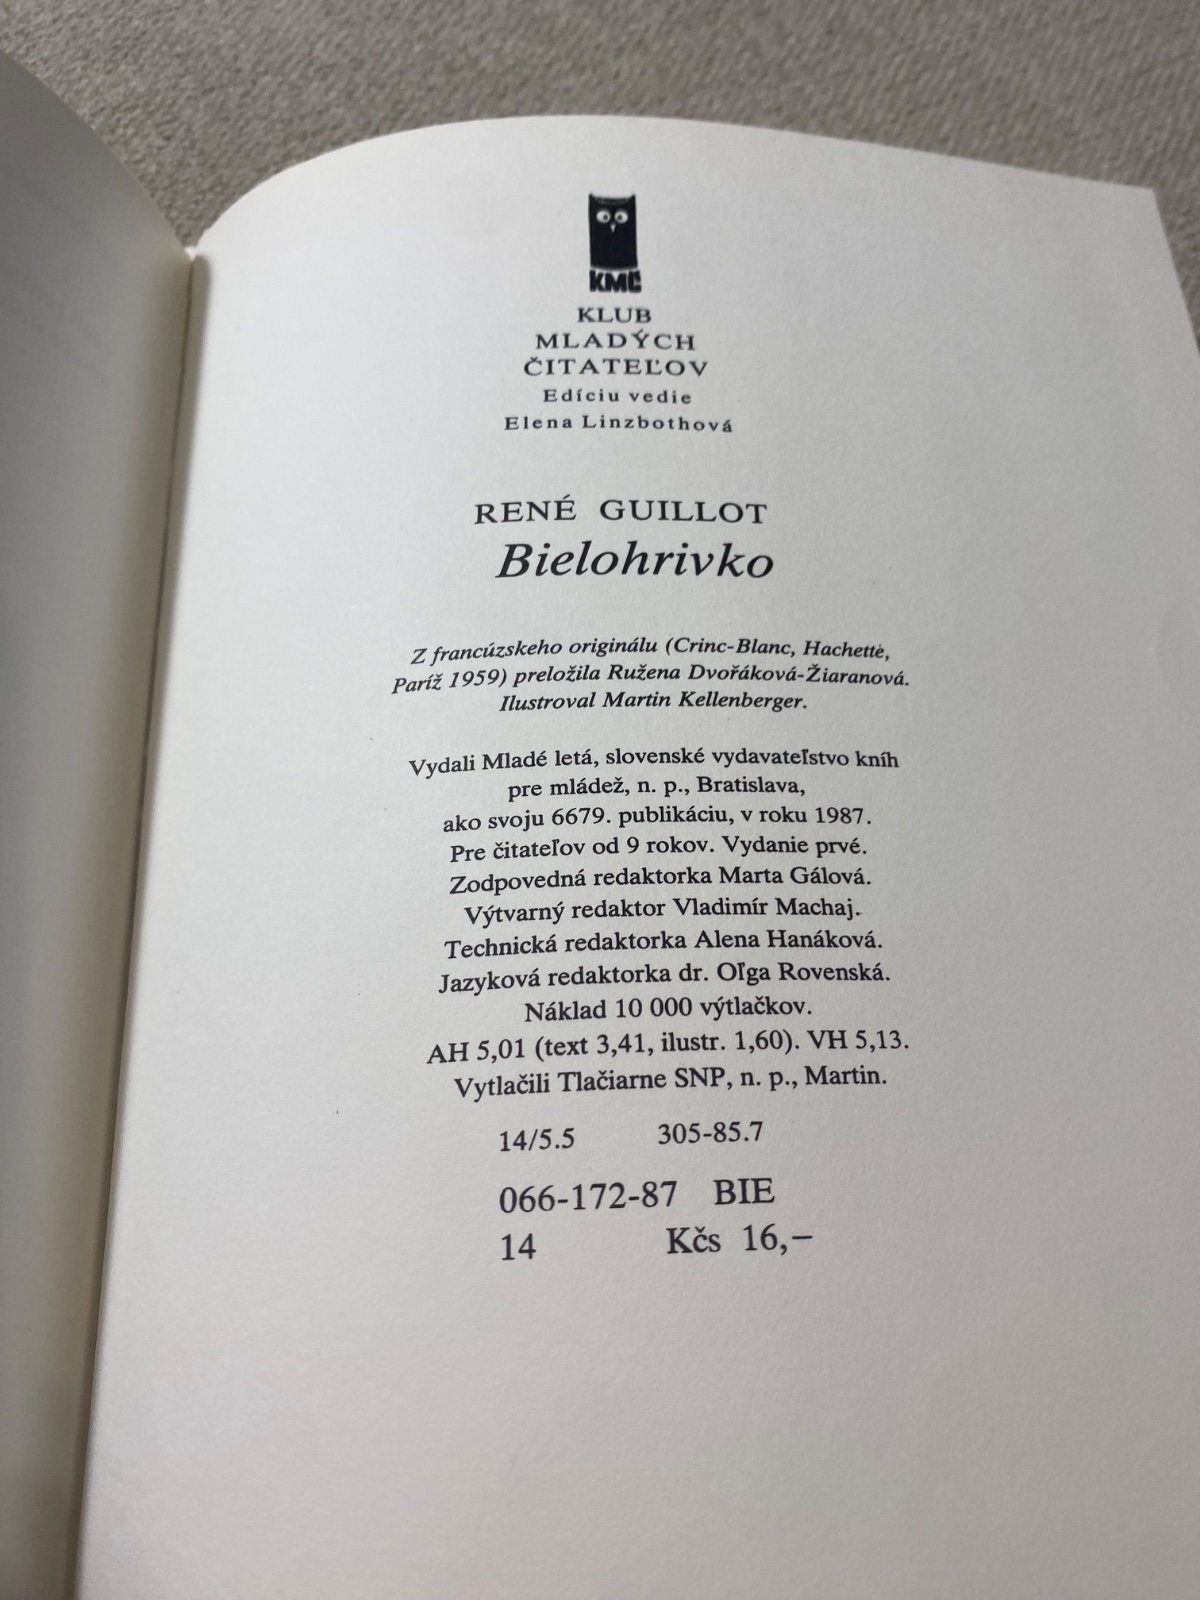 KMČ
KLUB
MLADÝCH
ČITATEĽOV
Edíciu vedie
Elena Linzbothová
RENÉ GUILLOT
Bielohrivko
Z francúzskeho originálu (Crinc-Blanc, Hachette,
Paríž 1959) preložila Ružena Dvořáková-Žiaranová.
Ilustroval Martin Kellenberger.
Vydali Mladé letá, slovenské vydavateľstvo kníh
pre mládež, n. p., Bratislava,
ako svoju 6679. publikáciu, v roku 1987.
Pre čitateľov od 9 rokov. Vydanie prvé.
Zodpovedná redaktorka Marta Gálová.
Výtvarný redaktor Vladimír Machaj.
Technická redaktorka Alena Hanáková.
Jazyková redaktorka dr. Oľga Rovenská.
Náklad 10 000 výtlačkov.
AH 5,01 (text 3,41, ilustr. 1,60). VH 5,13.
Vytlačili Tlačiarne SNP, n. p., Martin.
14/5.5 305-85.7
066-172-87 BIE
14 Kčs 16,–